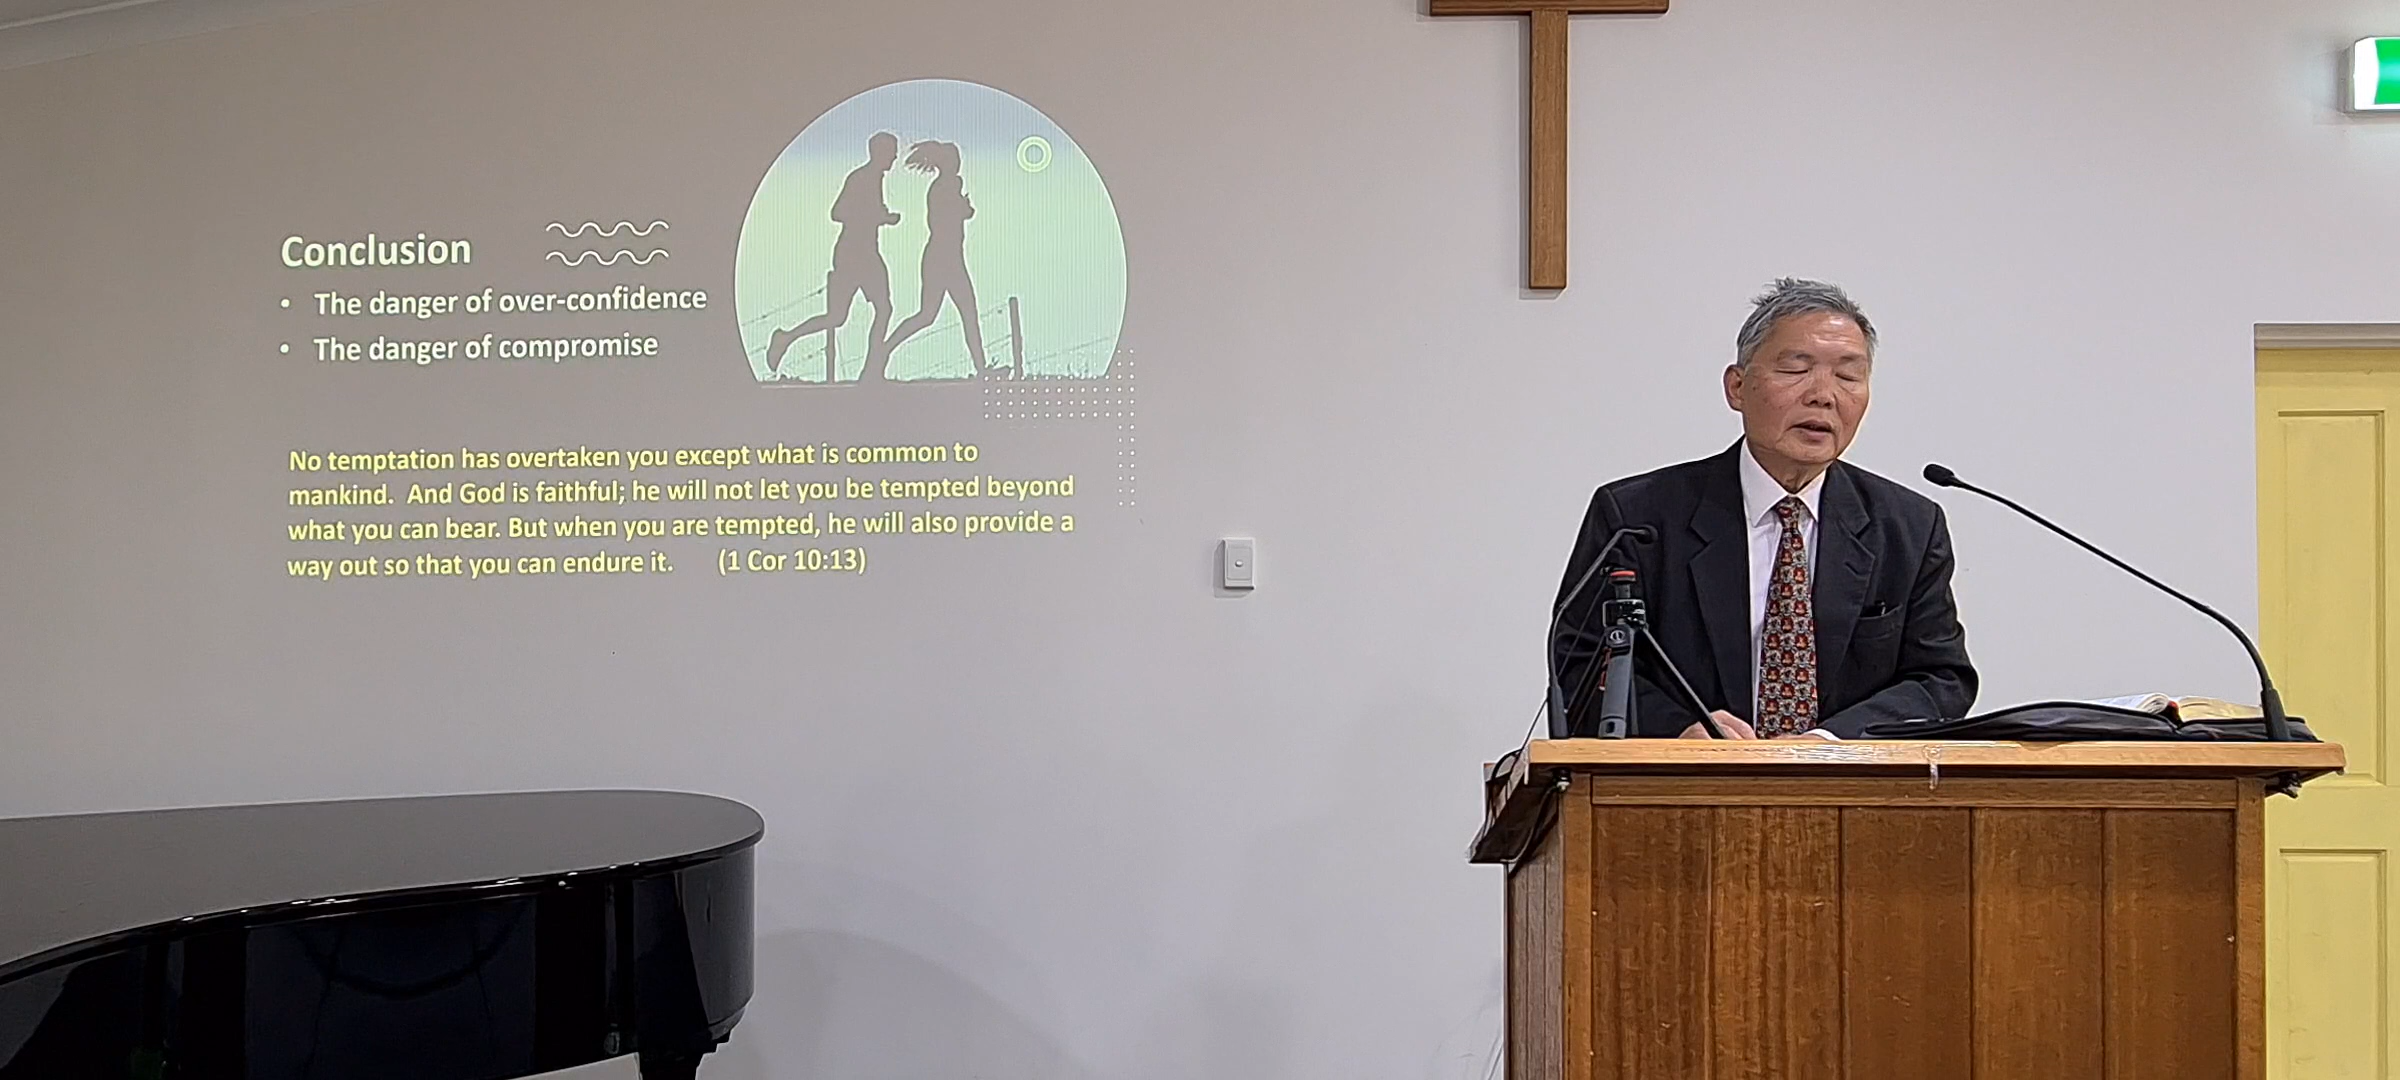 Conclusion
• The danger of over-confidence
• The danger of compromise
No temptation has overtaken you except what is common to
mankind.  And God is faithful; he will not let you be tempted beyond
what you can bear. But when you are tempted, he will also provide a
way out so that you can endure it.     (1 Cor 10:13)